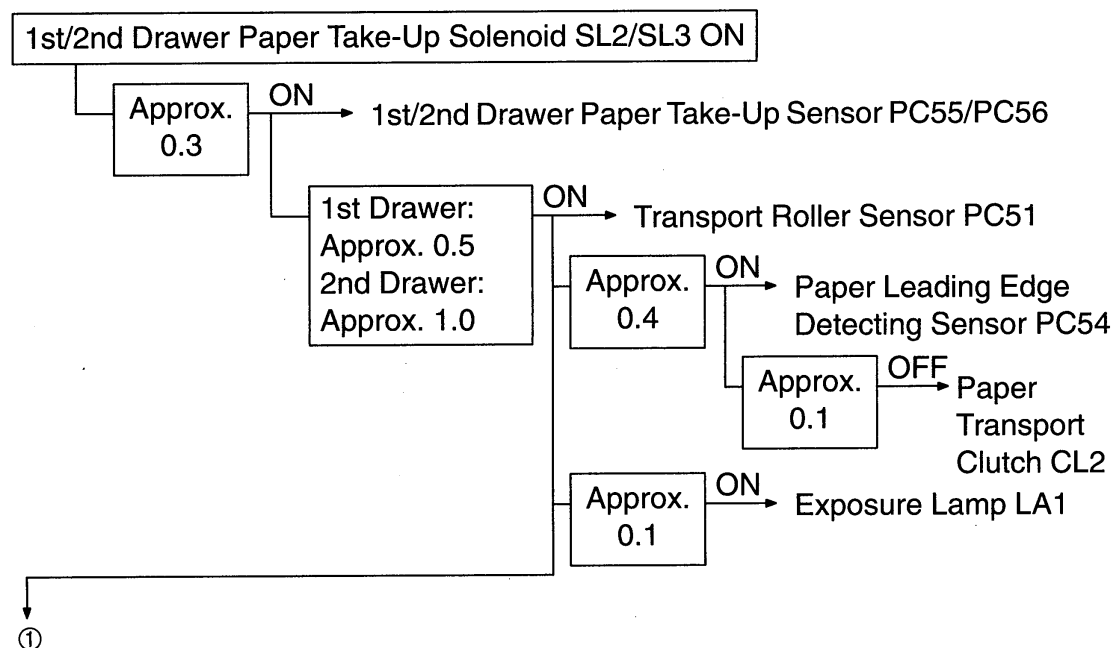 1st/2nd Drawer Paper Take-Up Solenoid SL2/SL3 ON
Approx.
0.3
ON
1st/2nd Drawer Paper Take-Up Sensor PC55/PC56
1st Drawer:
Approx. 0.5
2nd Drawer:
Approx. 1.0
ON
Transport Roller Sensor PC51
Approx.
0.4
ON
Paper Leading Edge
Detecting Sensor PC54
Approx.
0.1
OFF
Paper
Transport
Clutch CL2
Approx.
0.1
ON
Exposure Lamp LA1
①